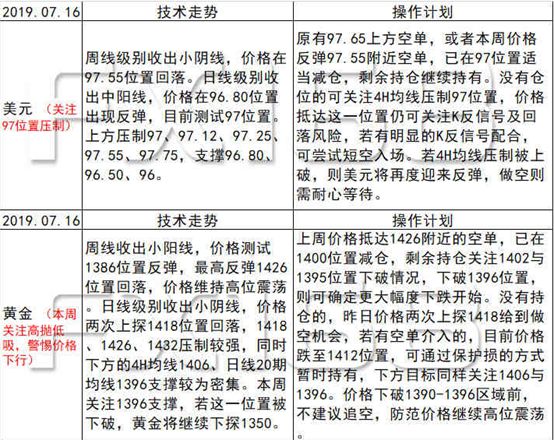 2019.07.16
技术走势
操作计划
美元（关注
97位置压制）
周线级别收出小阴线，价格在
97.55位置回落。日线级别收
出中阳线，价格在96.80位置
出现反弹，目前测试97位置。
上方压制97、97.12、97.25、
97.55、97.75，支撑96.80、
96.50、96。
原有97.65上方空单，或者本周价格
反弹97.55附近空单，已在97位置适
当减仓，剩余持仓继续持有。没有仓
位的可关注4H均线压制97位置，价格
抵达这一位置仍可关注K反信号及回
落风险，若有明显的K反信号配合，
可尝试短空入场。若4H均线压制被上
破，则美元将再度迎来反弹，做空则
需耐心等待。
2019.07.16
技术走势
操作计划
黄金（本周
关注高抛低
吸，警惕价格
下行）
周线收出小阳线，价格测试
1386位置反弹，最高反弹1426
位置回落，价格维持高位震荡
。日线级别收出小阴线，价格
两次上探1418位置回落，1418
、1426、1432压制较强，同时
下方的4H均线1406、日线20期
均线1396支撑较为密集。本周
关注1396支撑，若这一位置被
下破，黄金将继续下探1350。
上周价格抵达1426附近的空单，已在
1400位置减仓，剩余持仓关注1402与
1395位置下破情况，下破1396位置，
则可确定更大幅度下跌开始。没有持
仓的，昨日价格两次上探1418给到做
空机会，若有空单介入的，目前价格
跌至1412位置，可通过保护损的方式
暂时持有，下方目标同样关注1406与
1396。价格下破1390-1396区域前，
不建议追空，防范价格继续高位震荡
。
FX168
FX168